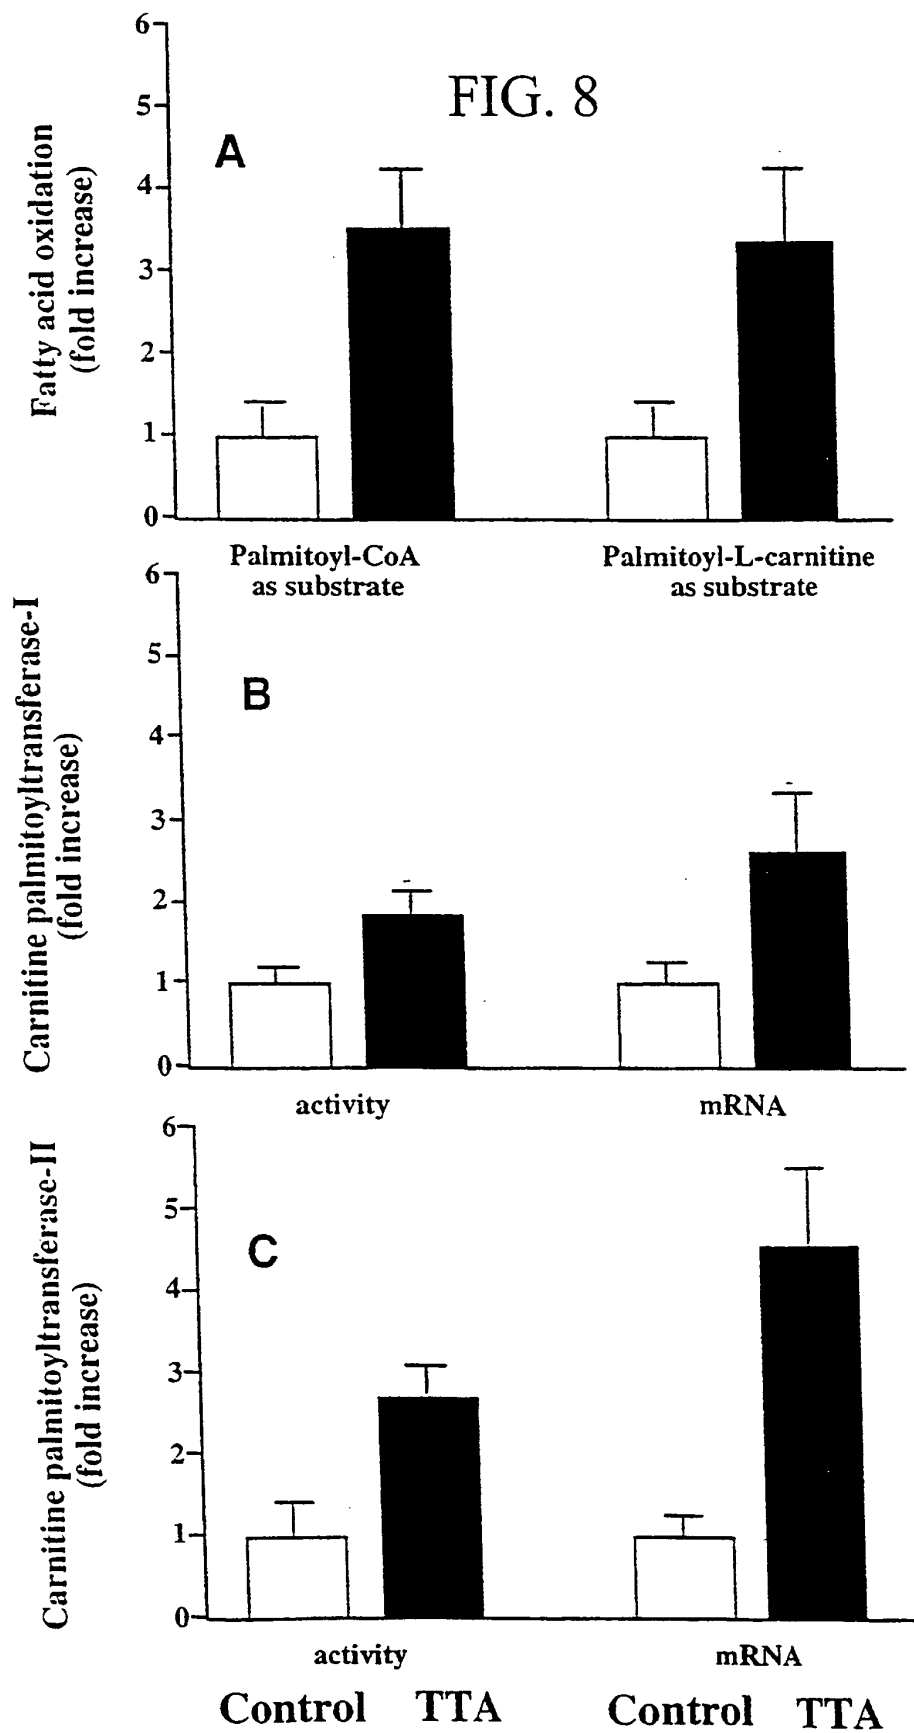 FIG. 8
A
Fatty acid oxidation
(fold increase)
6
5
4
3
2
1
0
Palmitoyl-CoA
as substrate
Palmitoyl-L-carnitine
as substrate
B
Carnitine palmitoyltransferase-I
(fold increase)
6
5
4
3
2
1
0
activity
mRNA
C
Carnitine palmitoyltransferase-II
(fold increase)
6
5
4
3
2
1
0
activity
mRNA
Control TTA Control TTA